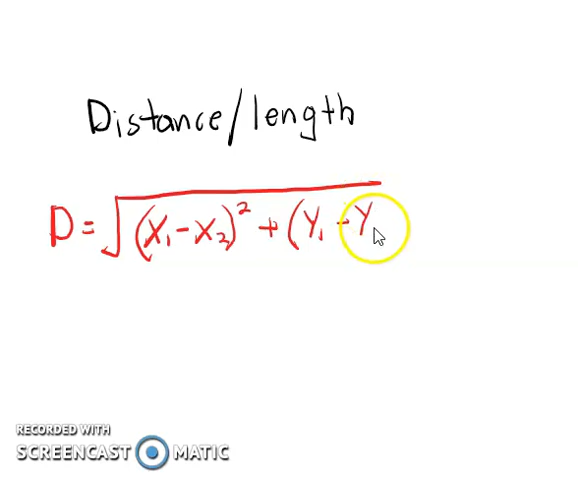 Distance/length
D = √(X₁ - X₂)² + (Y₁ - Y
RECORDED WITH
SCREENCAST MATIC